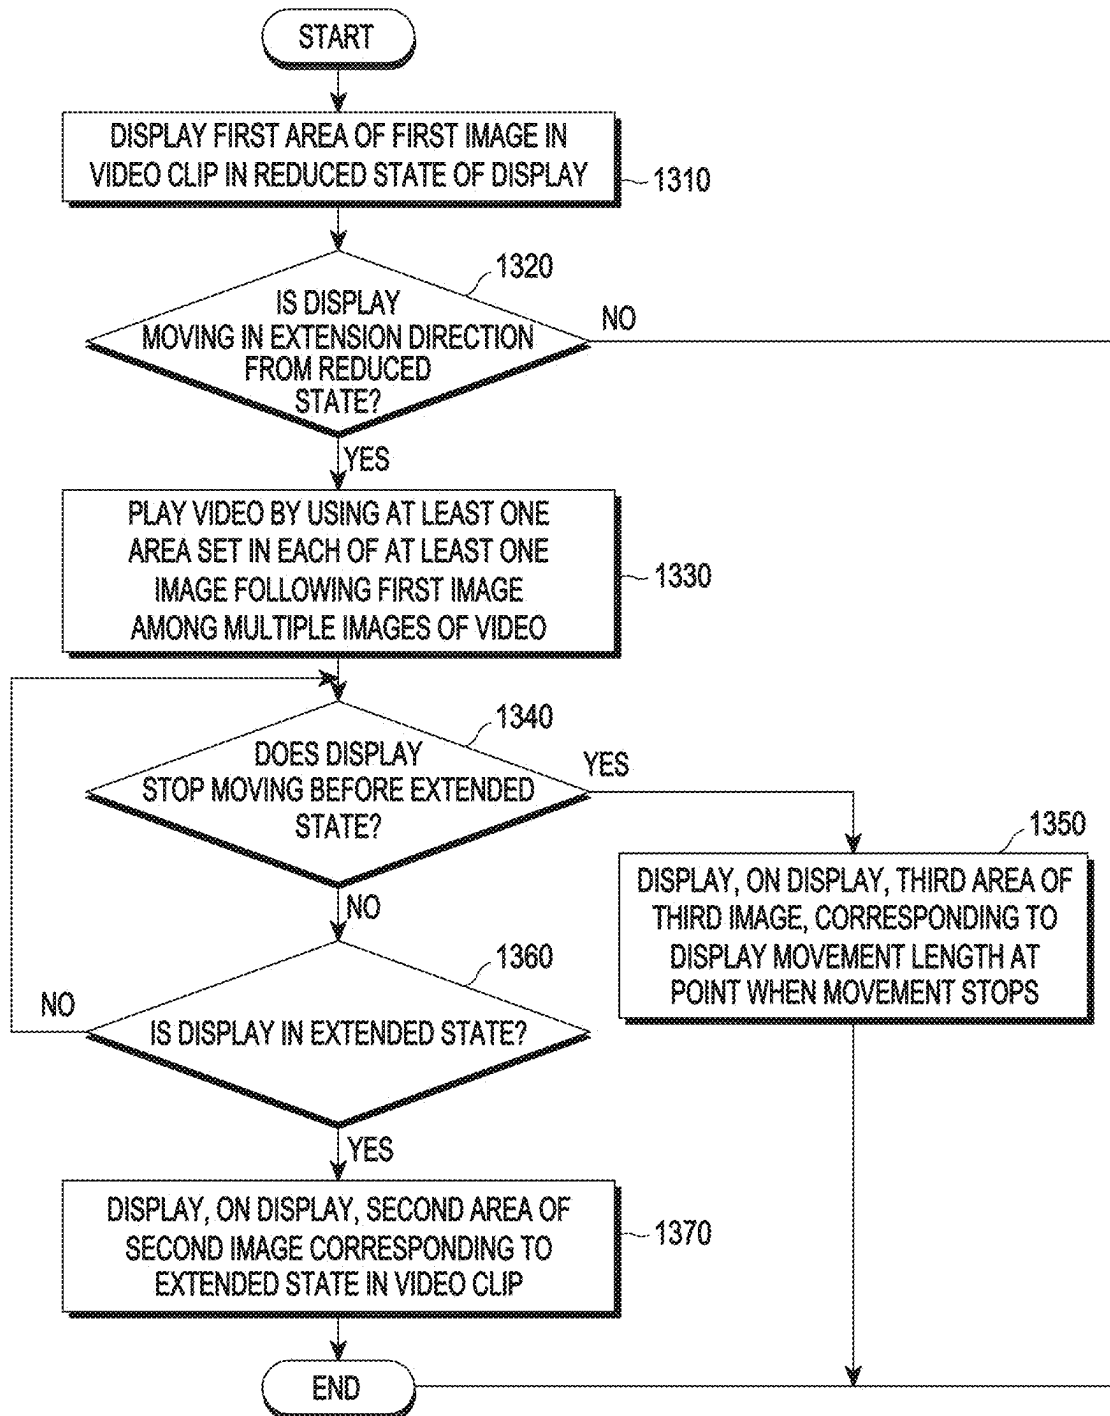 START
DISPLAY FIRST AREA OF FIRST IMAGE IN
VIDEO CLIP IN REDUCED STATE OF DISPLAY
1310
1320
IS DISPLAY
MOVING IN EXTENSION DIRECTION
FROM REDUCED
STATE?
NO
YES
PLAY VIDEO BY USING AT LEAST ONE
AREA SET IN EACH OF AT LEAST ONE
IMAGE FOLLOWING FIRST IMAGE
AMONG MULTIPLE IMAGES OF VIDEO
1330
1340
DOES DISPLAY
STOP MOVING BEFORE EXTENDED
STATE?
YES
NO
1350
DISPLAY, ON DISPLAY, THIRD AREA OF
THIRD IMAGE, CORRESPONDING TO
DISPLAY MOVEMENT LENGTH AT
POINT WHEN MOVEMENT STOPS
1360
IS DISPLAY IN EXTENDED STATE?
NO
YES
DISPLAY, ON DISPLAY, SECOND AREA OF
SECOND IMAGE CORRESPONDING TO
EXTENDED STATE IN VIDEO CLIP
1370
END